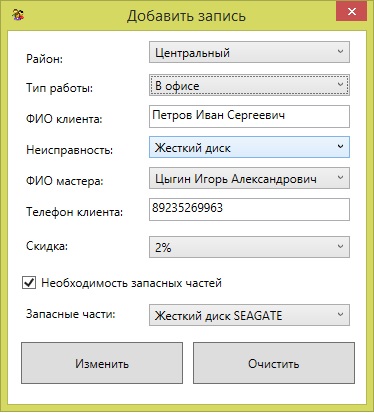 Добавить запись
Район: Центральный
Тип работы: В офисе
ФИО клиента: Петров Иван Сергеевич
Неисправность: Жесткий диск
ФИО мастера: Цыгин Игорь Александрович
Телефон клиента: 89235269963
Скидка: 2%
Необходимость запасных частей
Запасные части: Жесткий диск SEAGATE
Изменить Очистить